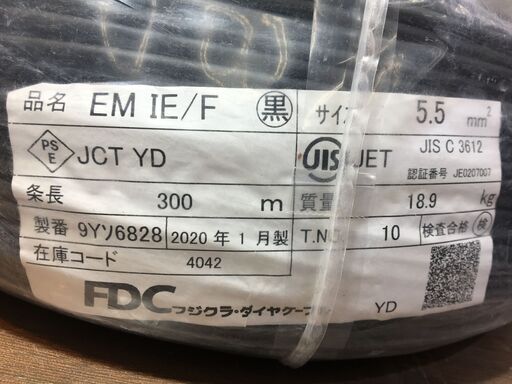 品名 EM IE/F 黒 サイズ 5.5 mm²
PS E JCT YD JIS JET JIS C 3612
認証番号 JE0207007
条長 300 m 質量 18.9 kg
製番 9Yソ6828 2020年1月製 T.NO. 10 検査合格 検
在庫コード 4042
FDC フジクラ・ダイヤケーブル YD